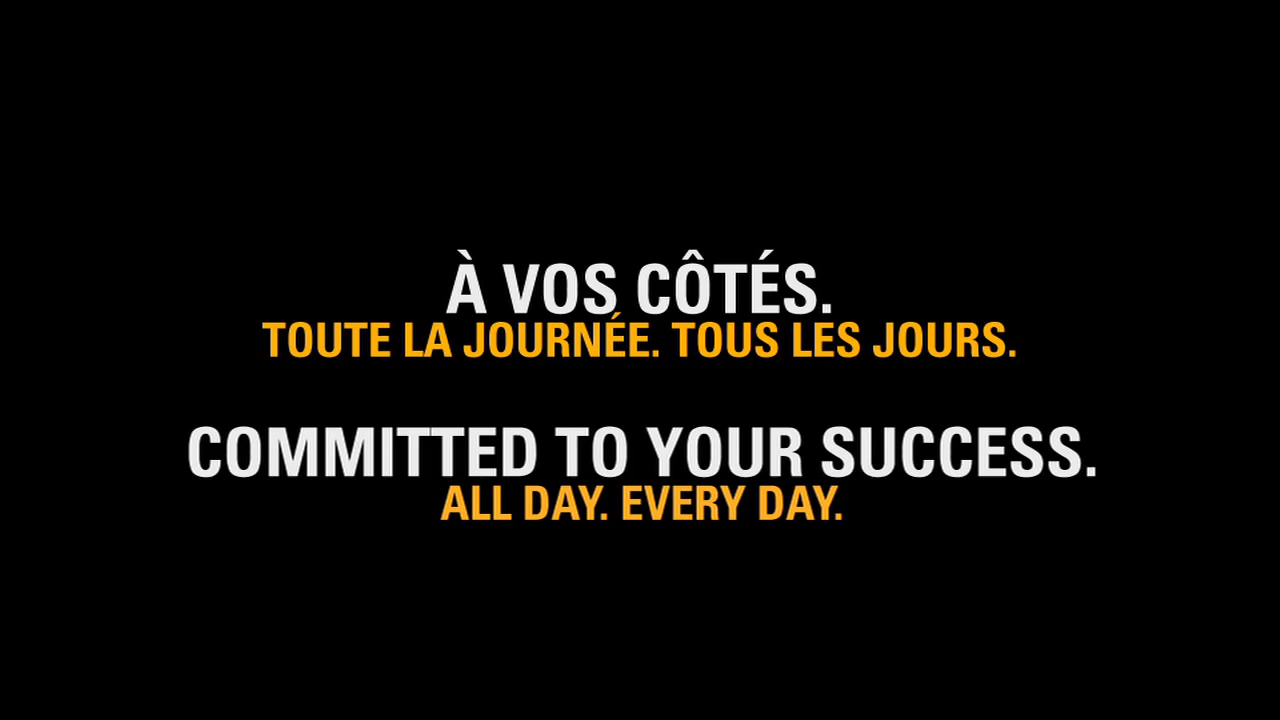 À VOS CÔTÉS.
TOUTE LA JOURNÉE. TOUS LES JOURS.
COMMITTED TO YOUR SUCCESS.
ALL DAY. EVERY DAY.